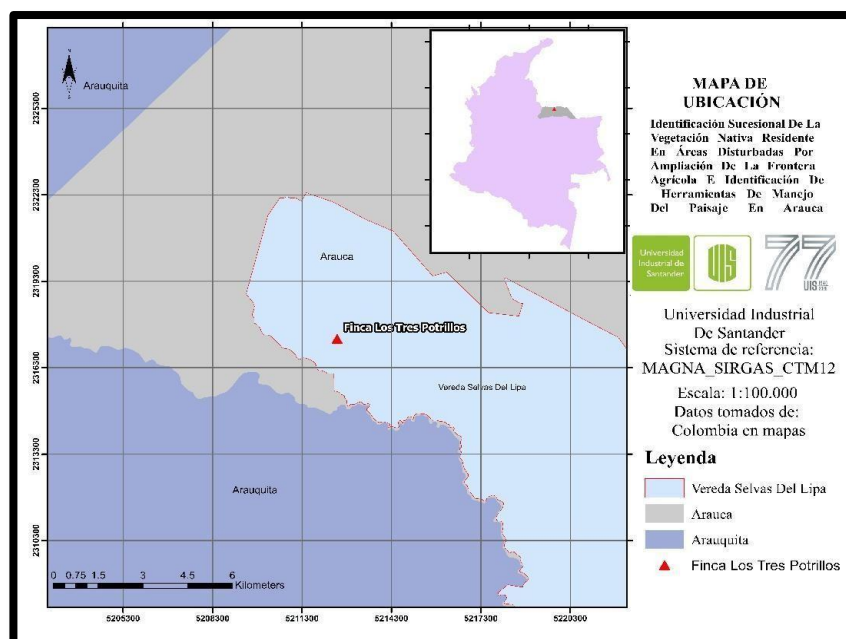 Arauquita
Arauca
Finca Los Tres Potrillos
Vereda Selvas Del Lipa
Arauquita
0 0.75 1.5 3 4.5 6
Kilometers
2322300
2319300
2316300
2313300
2310300
5205300 5208300 5211300 5214300 5217300 5220300
MAPA DE
UBICACIÓN
Identificación Sucesional De La
Vegetación Nativa Residente
En Áreas Disturbadas Por
Ampliación De La Frontera
Agrícola E Identificación De
Herramientas De Manejo
Del Paisaje En Arauca
Universidad
Industrial de
Santander
UIS
77
UIS
Universidad Industrial
De Santander
Sistema de referencia:
MAGNA_SIRGAS_CTM12
Escala: 1:100.000
Datos tomados de:
Colombia en mapas
Leyenda
Vereda Selvas Del Lipa
Arauca
Arauquita
Finca Los Tres Potrillos